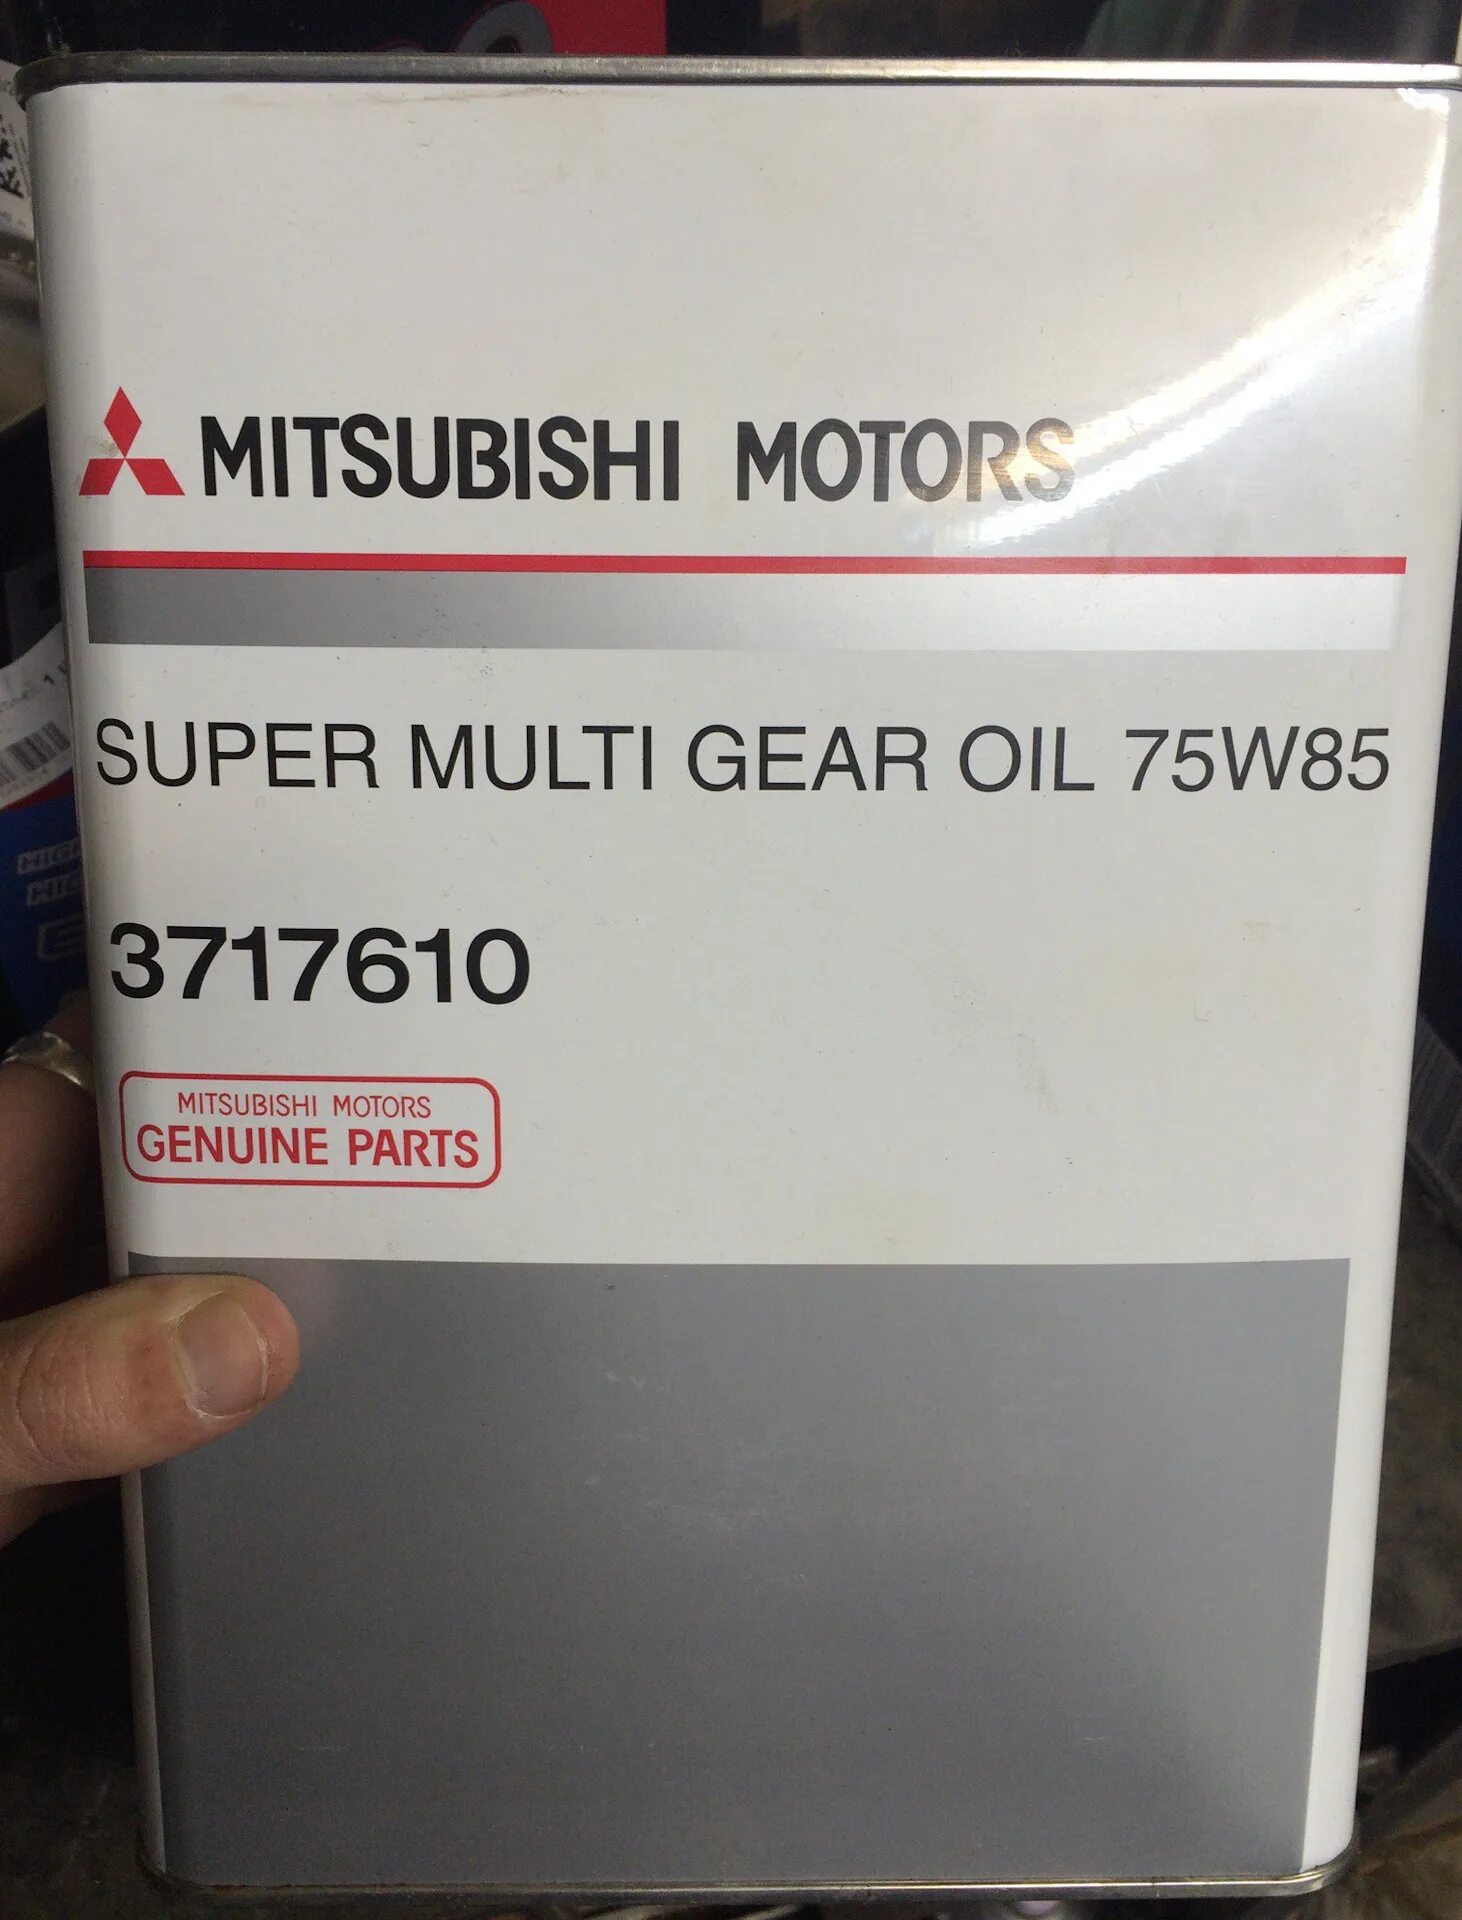 MITSUBISHI MOTORS
SUPER MULTI GEAR OIL 75W85
3717610
MITSUBISHI MOTORS
GENUINE PARTS